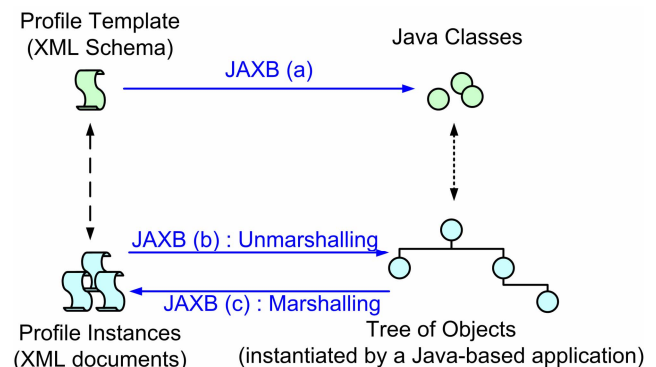 Profile Template
(XML Schema)
Java Classes
JAXB (a)
JAXB (b) : Unmarshalling
JAXB (c) : Marshalling
Profile Instances
(XML documents)
Tree of Objects
(instantiated by a Java-based application)